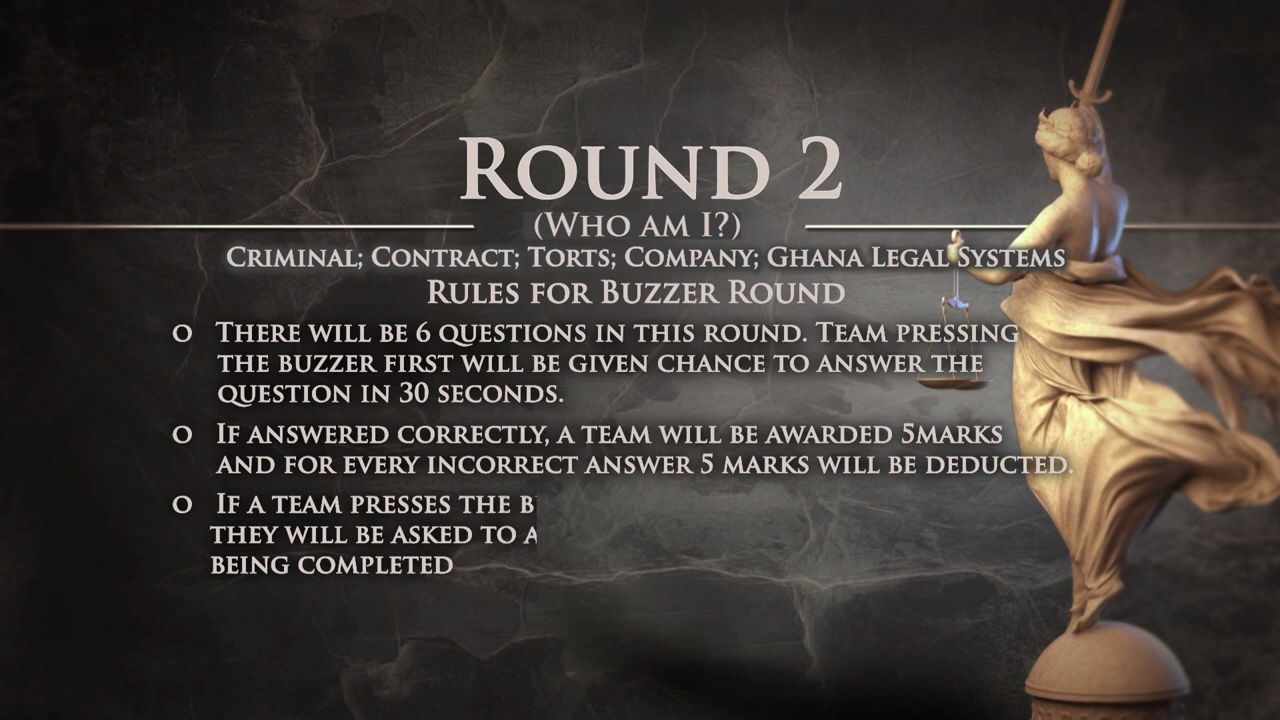 Round 2
(Who am I?)
Criminal; Contract; Torts; Company; Ghana Legal Systems
Rules for Buzzer Round
o There will be 6 questions in this round. Team pressing
the buzzer first will be given chance to answer the
question in 30 seconds.
o If answered correctly, a team will be awarded 5marks
and for every incorrect answer 5 marks will be deducted.
o If a team presses the
they will be asked to
being completed